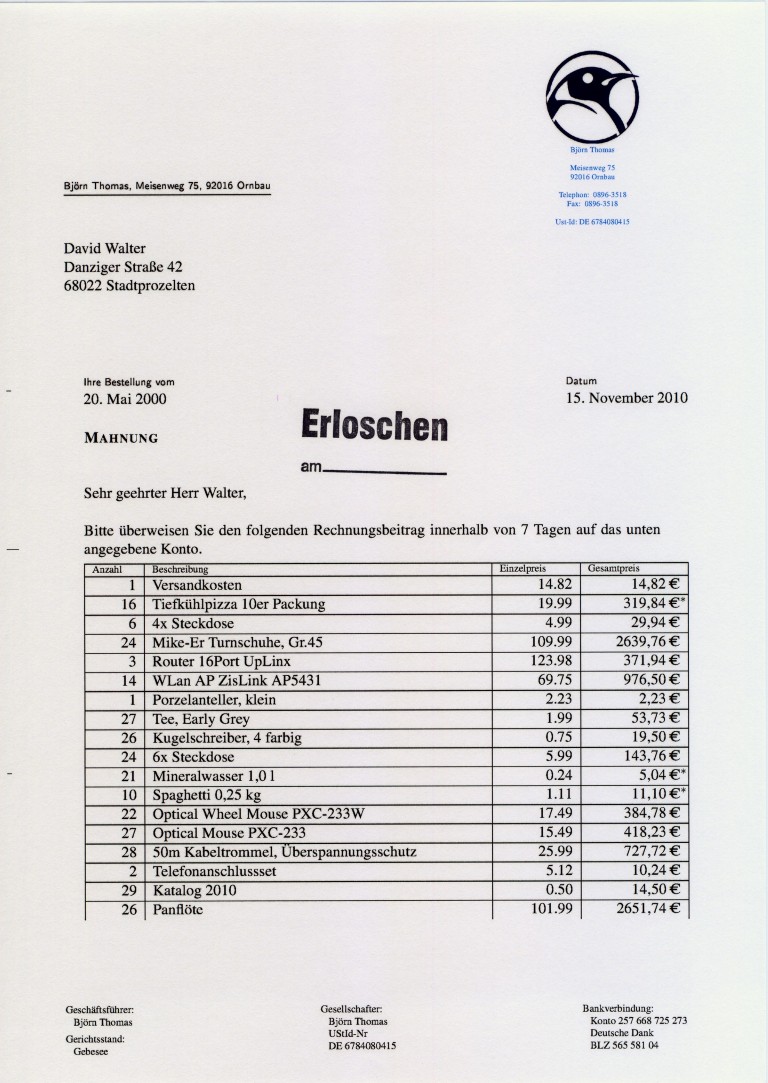 Björn Thomas
Meisenweg 75
92016 Ornbau
Telephon: 0896-3518
Fax: 0896-3518
Ust-Id: DE 6784080415
Björn Thomas, Meisenweg 75, 92016 Ornbau
David Walter
Danziger Straße 42
68022 Stadtprozelten
Ihre Bestellung vom Datum
20. Mai 2000 15. November 2010
Erloschen
MAHNUNG
am
Sehr geehrter Herr Walter,
Bitte überweisen Sie den folgenden Rechnungsbeitrag innerhalb von 7 Tagen auf das unten
angegebene Konto.
Anzahl Beschreibung Einzelpreis Gesamtpreis
1 Versandkosten 14.82 14,82 €
16 Tiefkühlpizza 10er Packung 19.99 319,84 €*
6 4x Steckdose 4.99 29,94 €
24 Mike-Er Turnschuhe, Gr.45 109.99 2639,76 €
3 Router 16Port UpLinx 123.98 371,94 €
14 WLan AP ZisLink AP5431 69.75 976,50 €
1 Porzelanteller, klein 2.23 2,23 €
27 Tee, Early Grey 1.99 53,73 €
26 Kugelschreiber, 4 farbig 0.75 19,50 €
24 6x Steckdose 5.99 143,76 €
21 Mineralwasser 1,0 l 0.24 5,04 €*
10 Spaghetti 0,25 kg 1.11 11,10 €*
22 Optical Wheel Mouse PXC-233W 17.49 384,78 €
27 Optical Mouse PXC-233 15.49 418,23 €
28 50m Kabeltrommel, Überspannungsschutz 25.99 727,72 €
2 Telefonanschlussset 5.12 10,24 €
29 Katalog 2010 0.50 14,50 €
26 Panflöte 101.99 2651,74 €
Geschäftsführer:
Björn Thomas
Gerichtsstand:
Gebesee
Gesellschafter:
Björn Thomas
UStId-Nr
DE 6784080415
Bankverbindung:
Konto 257 668 725 273
Deutsche Dank
BLZ 565 581 04